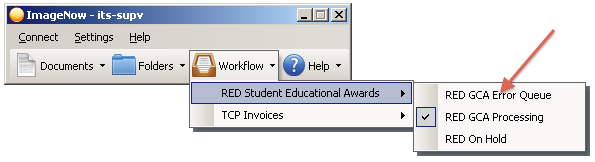 ImageNow - its-supv
Connect Settings Help
Documents Folders Workflow Help
RED Student Educational Awards
TCP Invoices
RED GCA Error Queue
RED GCA Processing
RED On Hold